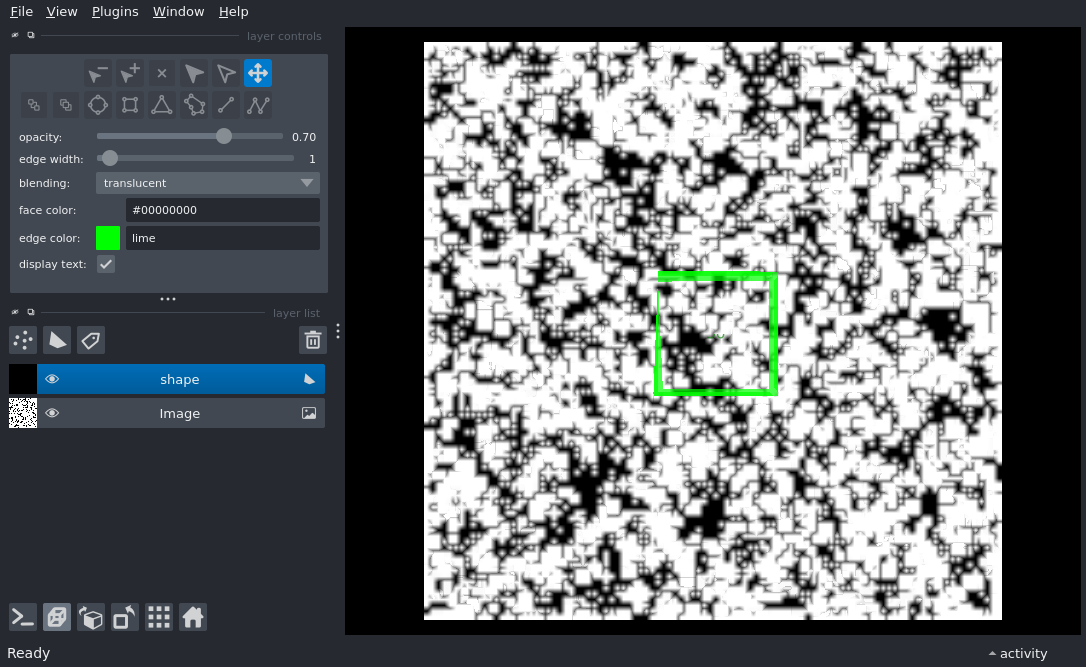 File View Plugins Window Help
layer controls
opacity: 0.70
edge width: 1
blending: translucent
face color: #00000000
edge color: lime
display text:
layer list
shape
Image
Ready activity